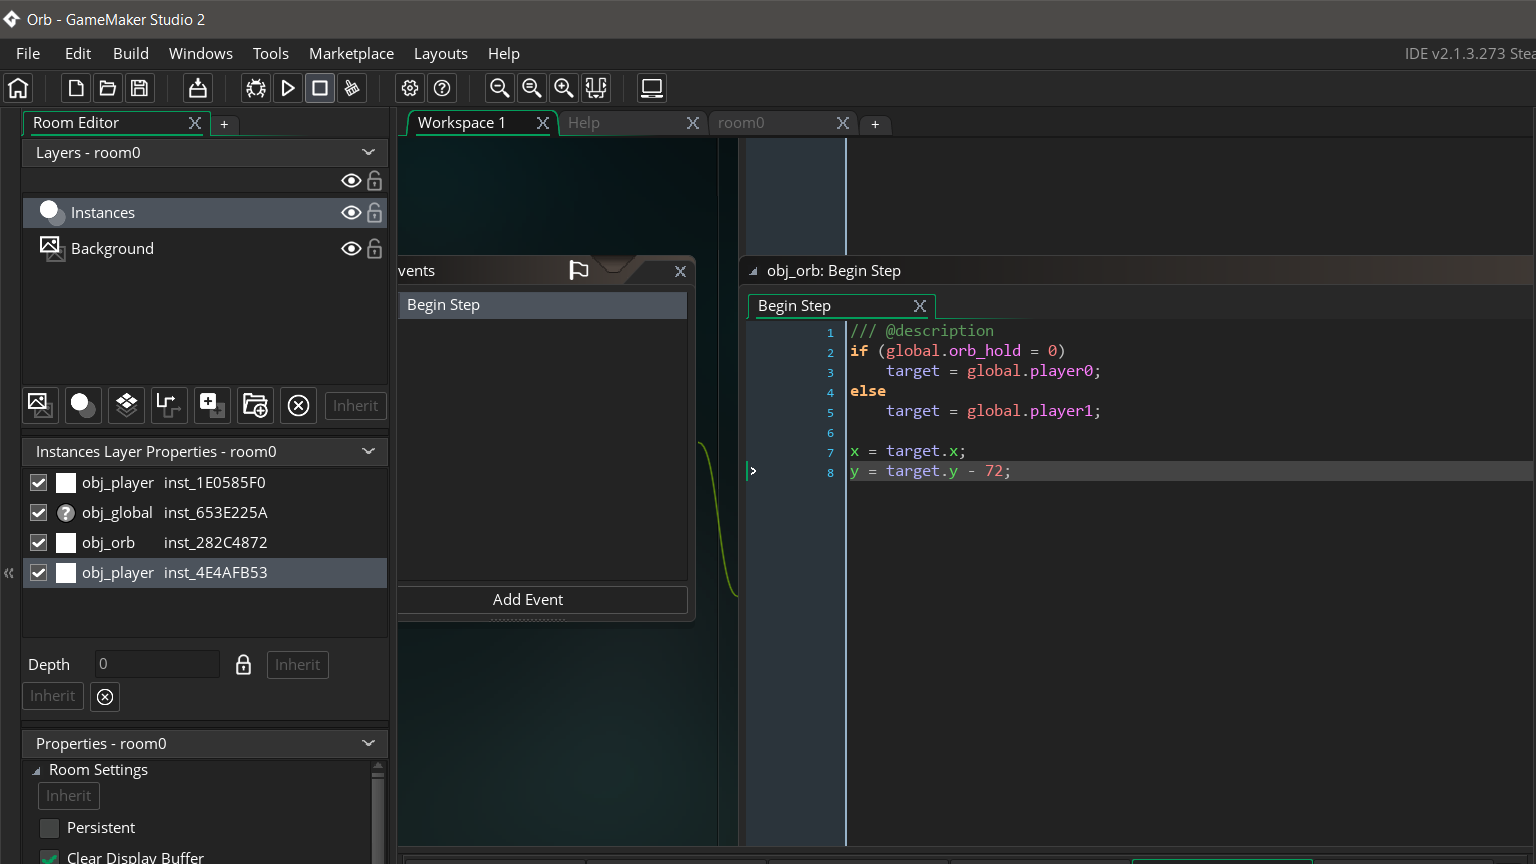 Orb - GameMaker Studio 2
File Edit Build Windows Tools Marketplace Layouts Help
IDE v2.1.3.273 Stea
Room Editor
+
Layers - room0
Instances
Background
Inherit
Instances Layer Properties - room0
obj_player inst_1E0585F0
obj_global inst_653E225A
obj_orb inst_282C4872
obj_player inst_4E4AFB53
Depth 0 Inherit
Inherit
Properties - room0
Room Settings
Inherit
Persistent
Clear Display Buffer
Workspace 1 Help room0 +
vents
Begin Step
Add Event
obj_orb: Begin Step
Begin Step
1 /// @description
2 if (global.orb_hold = 0)
3 target = global.player0;
4 else
5 target = global.player1;
6
7 x = target.x;
8 y = target.y - 72;